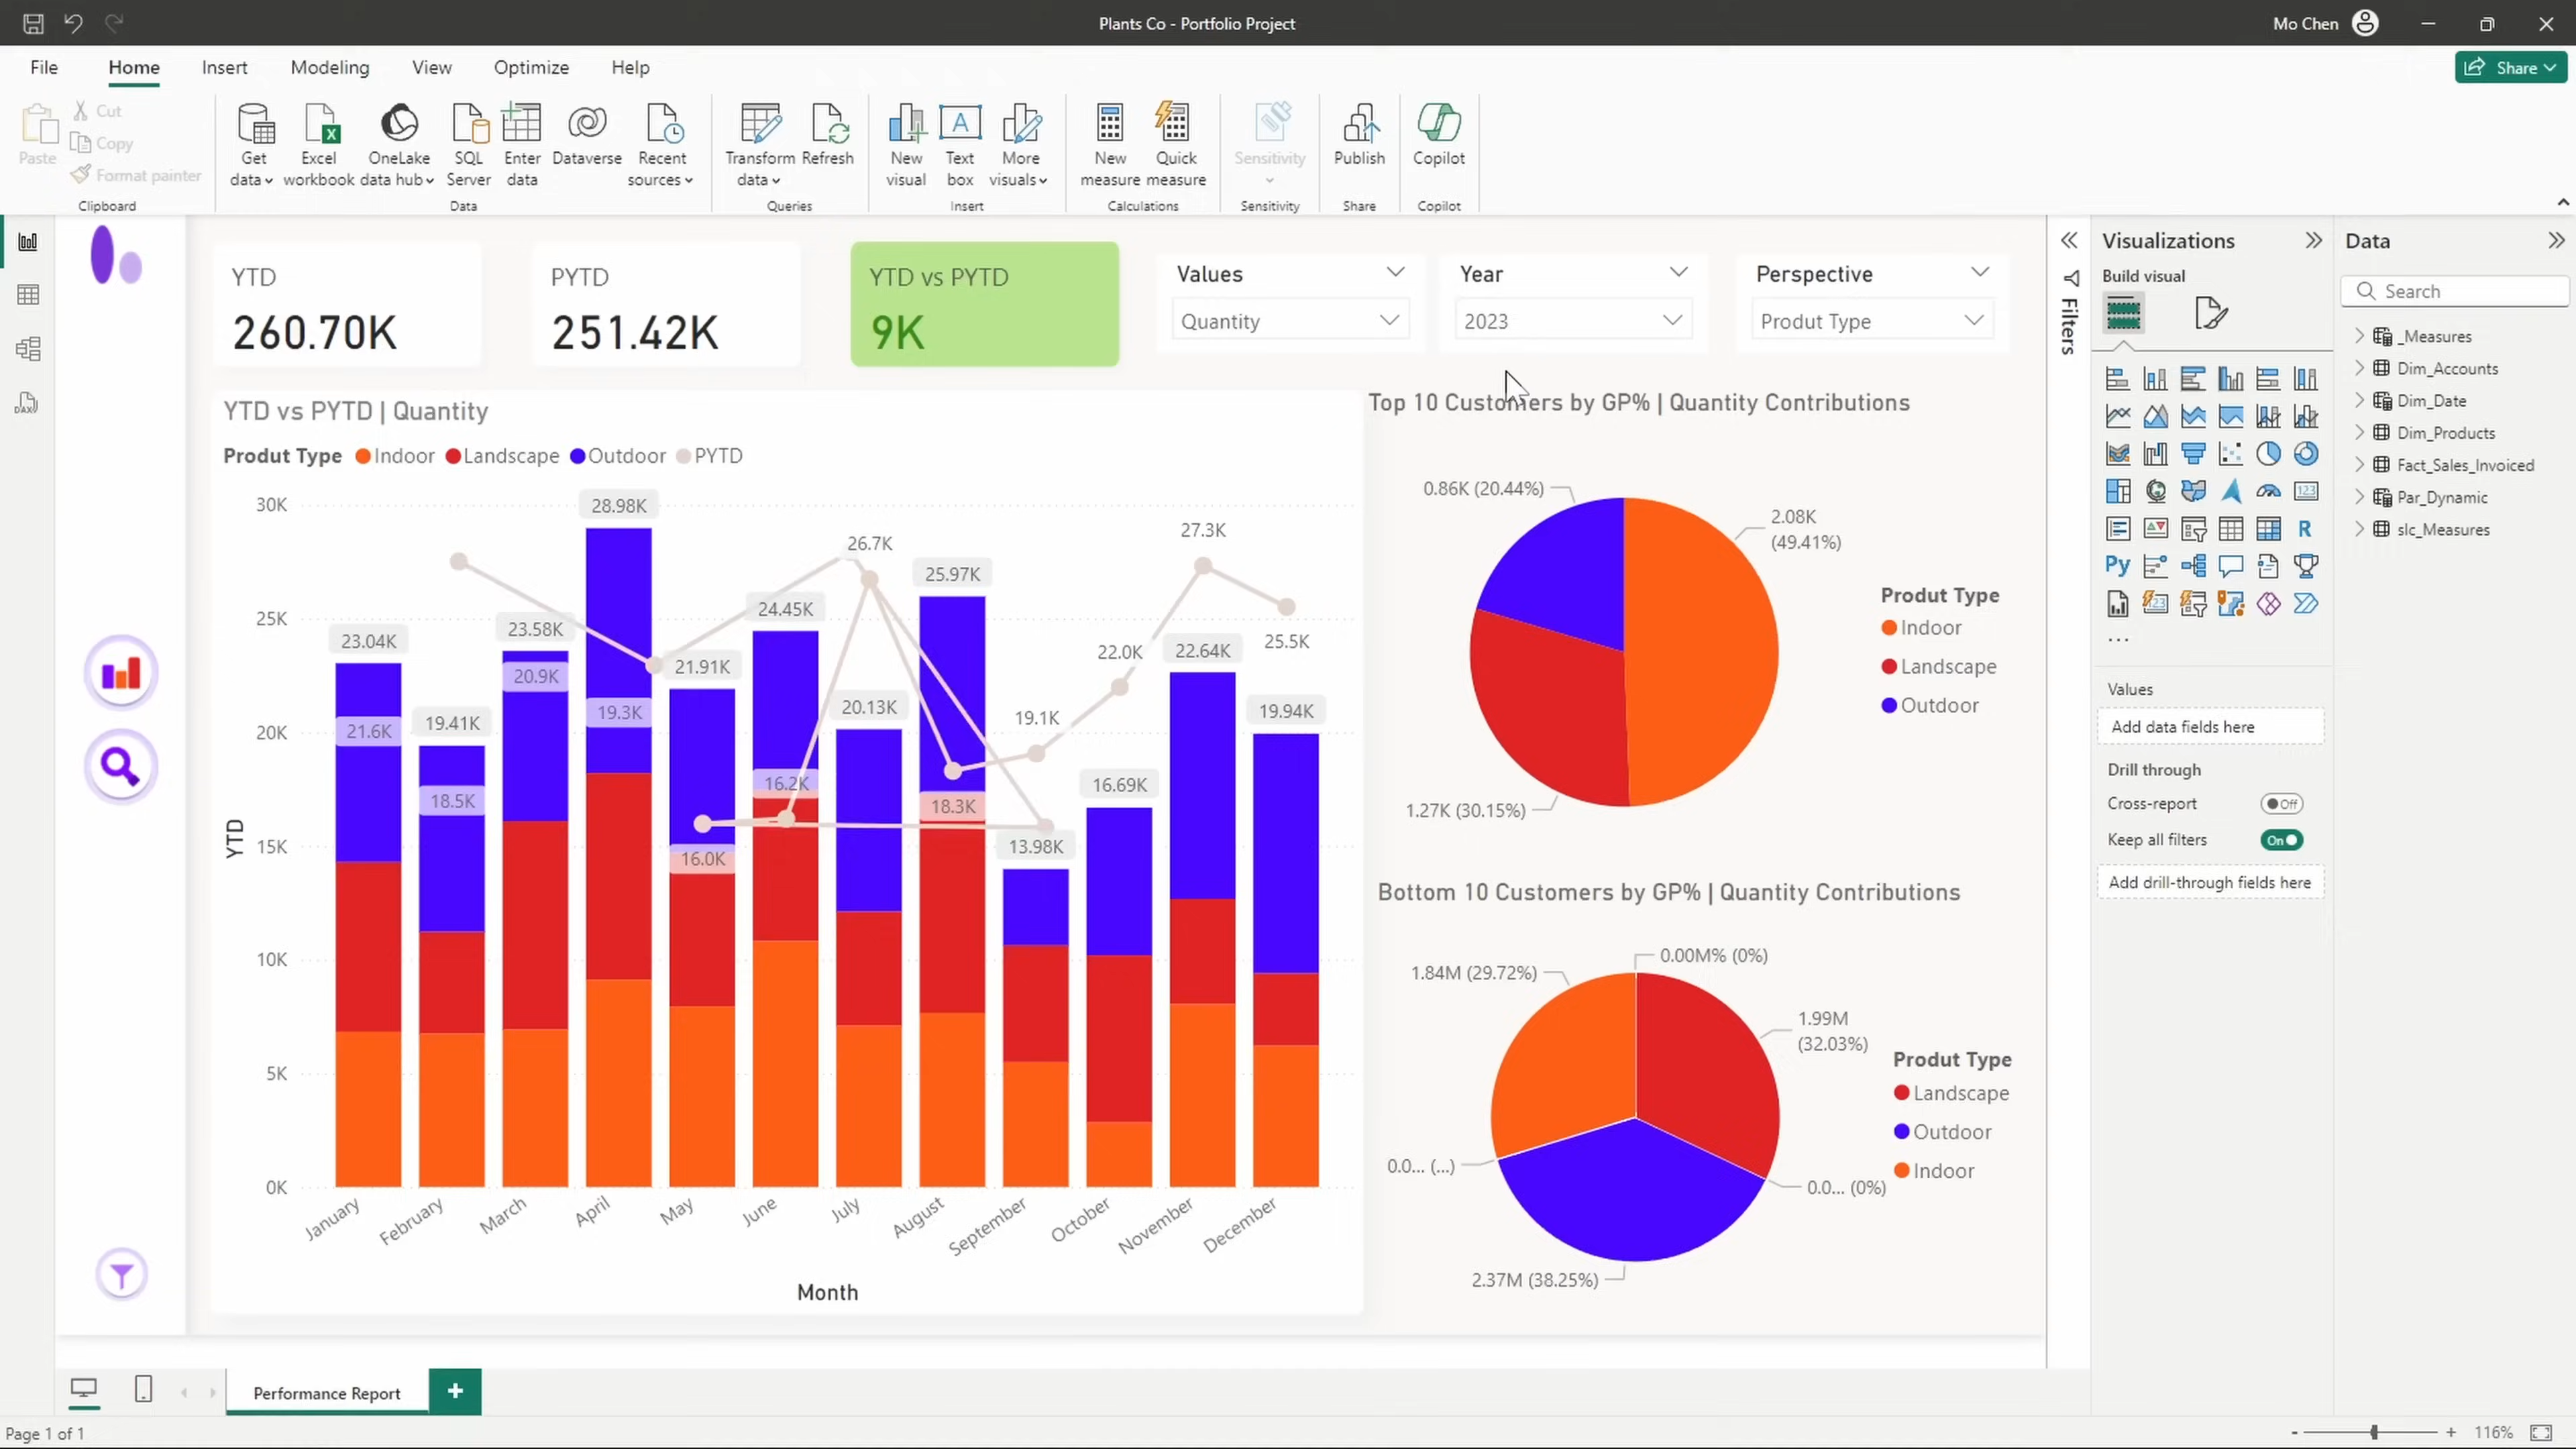 Plants Co - Portfolio Project
Mo Chen
File Home Insert Modeling View Optimize Help
Share
Paste
Cut
Copy
Format painter
Clipboard
Get data
Excel workbook
OneLake data hub
SQL Server
Enter data
Dataverse
Recent sources
Data
Transform data
Refresh
Queries
New visual
Text box
More visuals
Insert
New measure
Quick measure
Calculations
Sensitivity
Sensitivity
Publish
Share
Copilot
Copilot
DAX
YTD
260.70K
PYTD
251.42K
YTD vs PYTD
9K
Values
Quantity
Year
2023
Perspective
Produt Type
YTD vs PYTD | Quantity
Produt Type Indoor Landscape Outdoor PYTD
YTD
30K
25K
20K
15K
10K
5K
0K
23.04K
21.6K
19.41K
18.5K
23.58K
20.9K
28.98K
19.3K
21.91K
16.0K
24.45K
16.2K
26.7K
20.13K
25.97K
18.3K
19.1K
13.98K
22.0K
16.69K
27.3K
22.64K
25.5K
19.94K
January
February
March
April
May
June
July
August
September
October
November
December
Month
Top 10 Customers by GP% | Quantity Contributions
0.86K (20.44%)
2.08K
(49.41%)
1.27K (30.15%)
Produt Type
Indoor
Landscape
Outdoor
Bottom 10 Customers by GP% | Quantity Contributions
0.00M% (0%)
1.84M (29.72%)
1.99M
(32.03%)
0.0... (...)
0.0... (0%)
2.37M (38.25%)
Produt Type
Landscape
Outdoor
Indoor
Filters
Visualizations
Build visual
123
R
Py
123
...
Values
Add data fields here
Drill through
Cross-report
Off
Keep all filters
On
Add drill-through fields here
Data
Search
_Measures
Dim_Accounts
Dim_Date
Dim_Products
Fact_Sales_Invoiced
Par_Dynamic
slc_Measures
Performance Report
+
Page 1 of 1
- + 116%